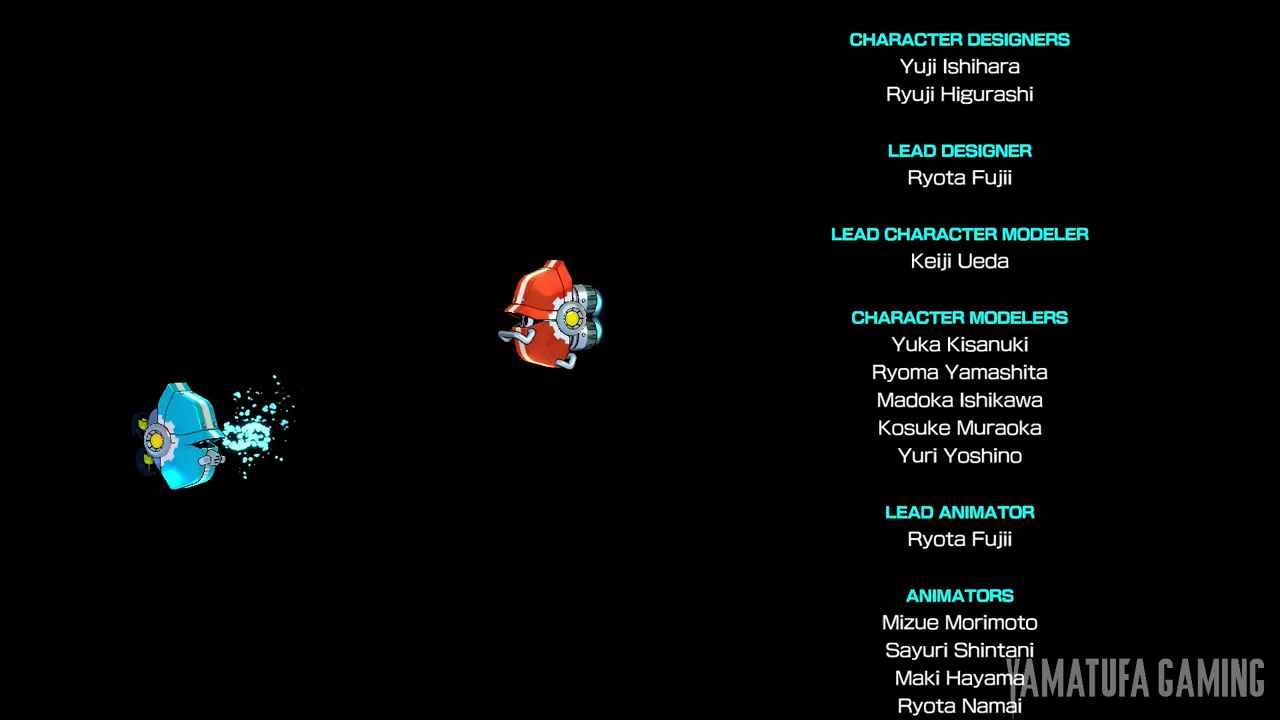 CHARACTER DESIGNERS
Yuji Ishihara
Ryuji Higurashi
LEAD DESIGNER
Ryota Fujii
LEAD CHARACTER MODELER
Keiji Ueda
CHARACTER MODELERS
Yuka Kisanuki
Ryoma Yamashita
Madoka Ishikawa
Kosuke Muraoka
Yuri Yoshino
LEAD ANIMATOR
Ryota Fujii
ANIMATORS
Mizue Morimoto
Sayuri Shintani
Maki Hayama
Ryota Namai
YAMATUFA GAMING